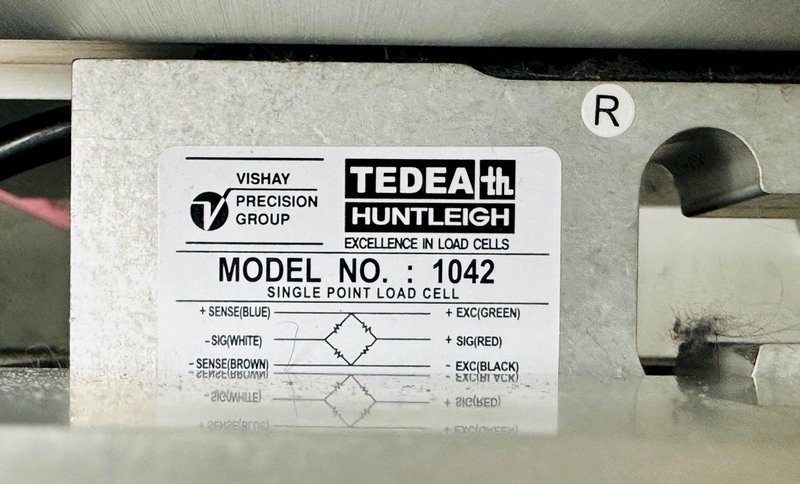 R
VISHAY
PRECISION
GROUP
TEDEA th
HUNTLEIGH
EXCELLENCE IN LOAD CELLS
MODEL NO. : 1042
SINGLE POINT LOAD CELL
+ SENSE(BLUE) + EXC(GREEN)
-SIG(WHITE) + SIG(RED)
- SENSE(BROWN) - EXC(BLACK)